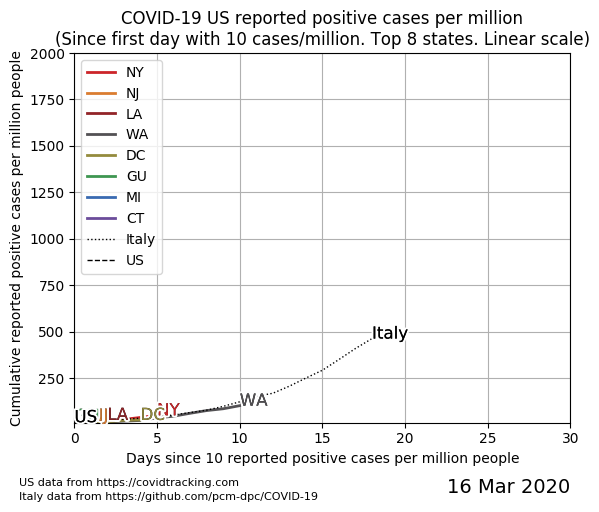 COVID-19 US reported positive cases per million
(Since first day with 10 cases/million. Top 8 states. Linear scale)
Cumulative reported positive cases per million people
2000
1750
1500
1250
1000
750
500
250
NY
NJ
LA
WA
DC
GU
MI
CT
Italy
US
Italy
WA
NY
DC
LA
NJ
US
0
5
10
15
20
25
30
Days since 10 reported positive cases per million people
US data from https://covidtracking.com
Italy data from https://github.com/pcm-dpc/COVID-19
16 Mar 2020